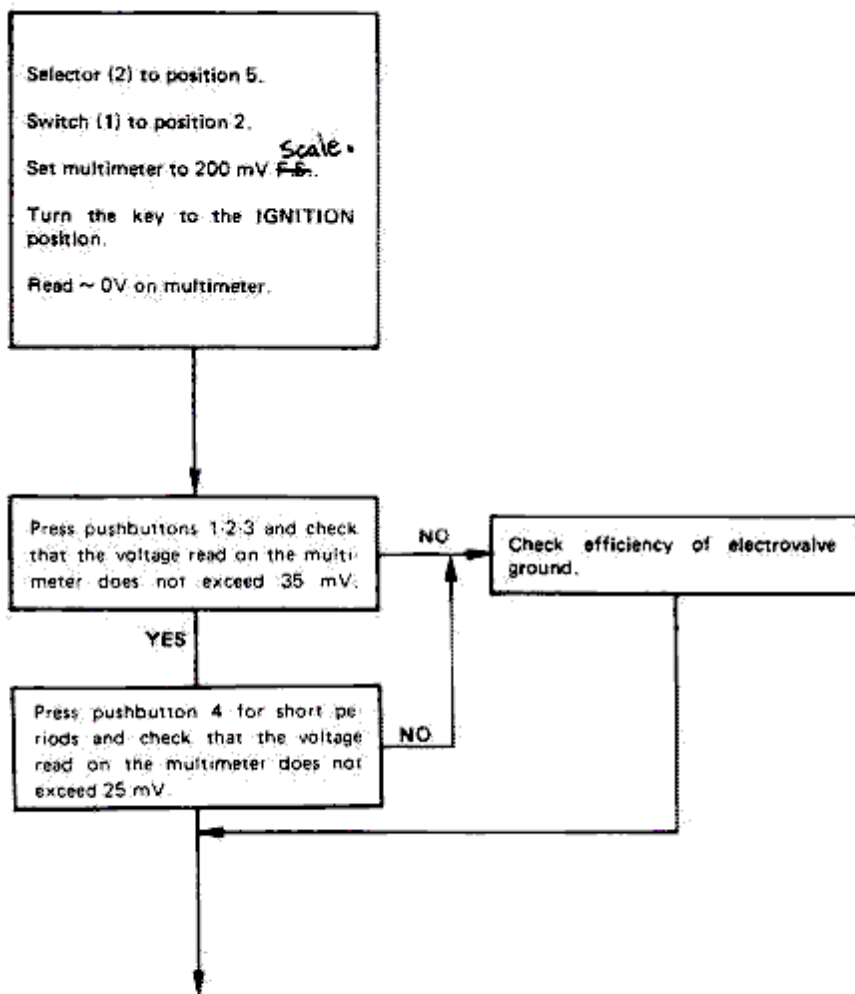 Selector (2) to position 5.
Switch (1) to position 2.
Scale.
Set multimeter to 200 mV F.S..
Turn the key to the IGNITION
position.
Read ~ 0V on multimeter.
Press pushbuttons 1-2-3 and check
that the voltage read on the multi-
meter does not exceed 35 mV.
NO
Check efficiency of electrovalve
ground.
YES
Press pushbutton 4 for short pe-
riods and check that the voltage
read on the multimeter does not
exceed 25 mV.
NO